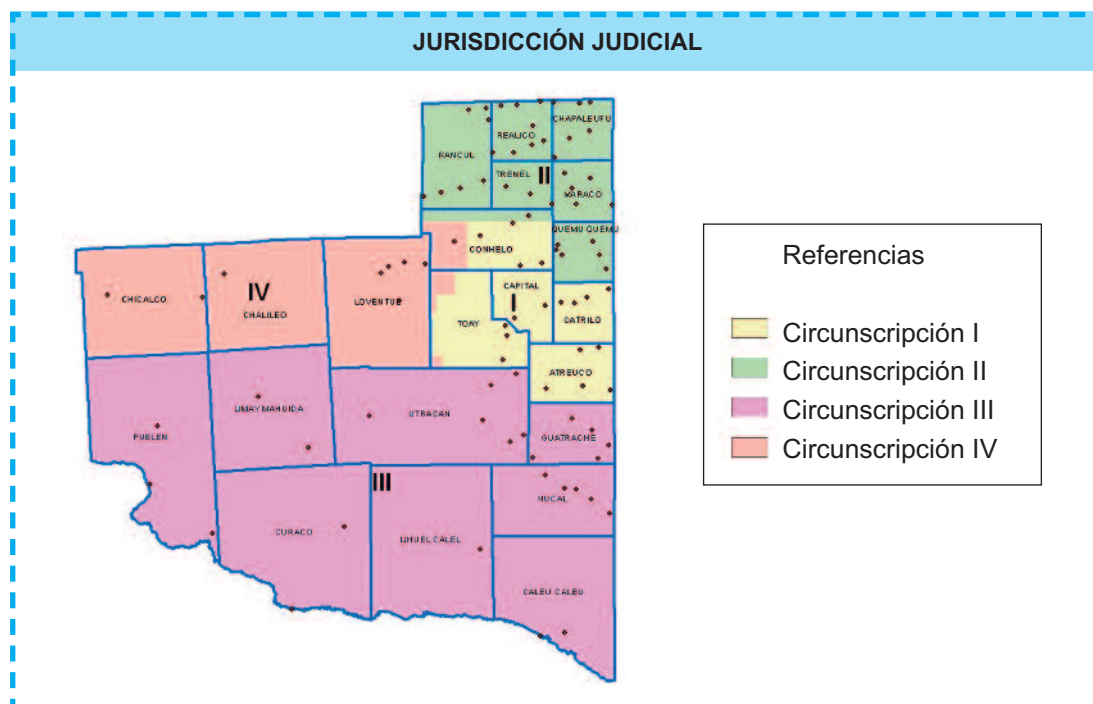 JURISDICCIÓN JUDICIAL
CHAPALEUFU
REALICO
RANCUL
TRENEL
II
MARACO
QUEMU QUEMU
CONHELO
CAPITAL
I
CHICALCO
IV
CHALILEO
LOVENTUE
TOAY
CATRILO
ATREUCO
LIMAY MAHUIDA
UTRACAN
PUELEN
GUATRACHE
III
HUCAL
CURACO
LIHUEL CALEL
CALEU CALEU
Referencias
Circunscripción I
Circunscripción II
Circunscripción III
Circunscripción IV